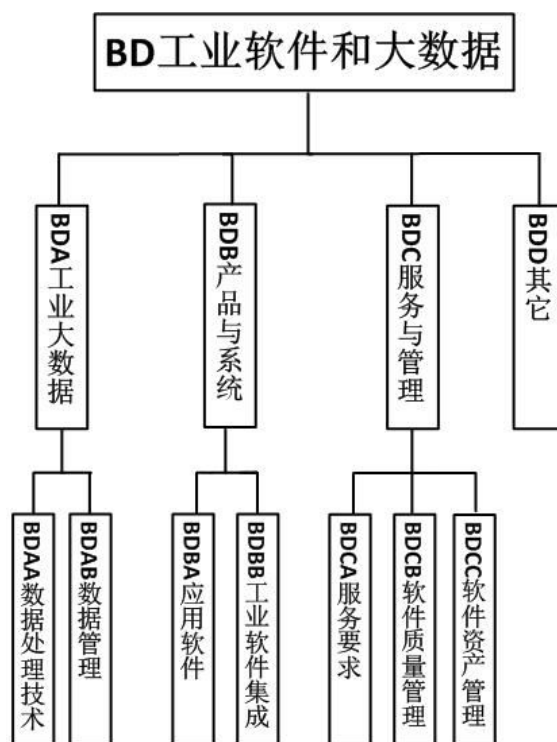 BD工业软件和大数据
BDA工业大数据
BDB产品与系统
BDC服务与管理
BDD其它
BDAA数据处理技术
BDAB数据管理
BDBA应用软件
BDBB工业软件集成
BDCA服务要求
BDCB软件质量管理
BDCC软件资产管理